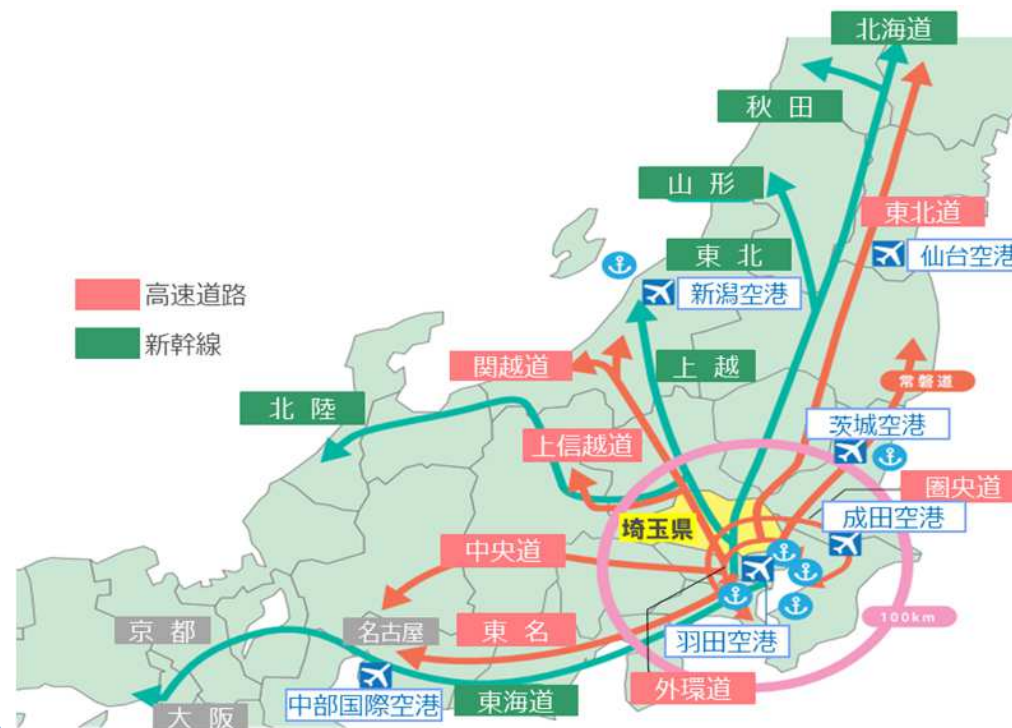 北海道
秋田
山形
東北道
東北
仙台空港
新潟空港
高速道路
新幹線
関越道
上越
常磐道
北陸
茨城空港
上信越道
圏央道
成田空港
埼玉県
中央道
100km
京都
名古屋
東名
羽田空港
外環道
中部国際空港
東海道
大阪